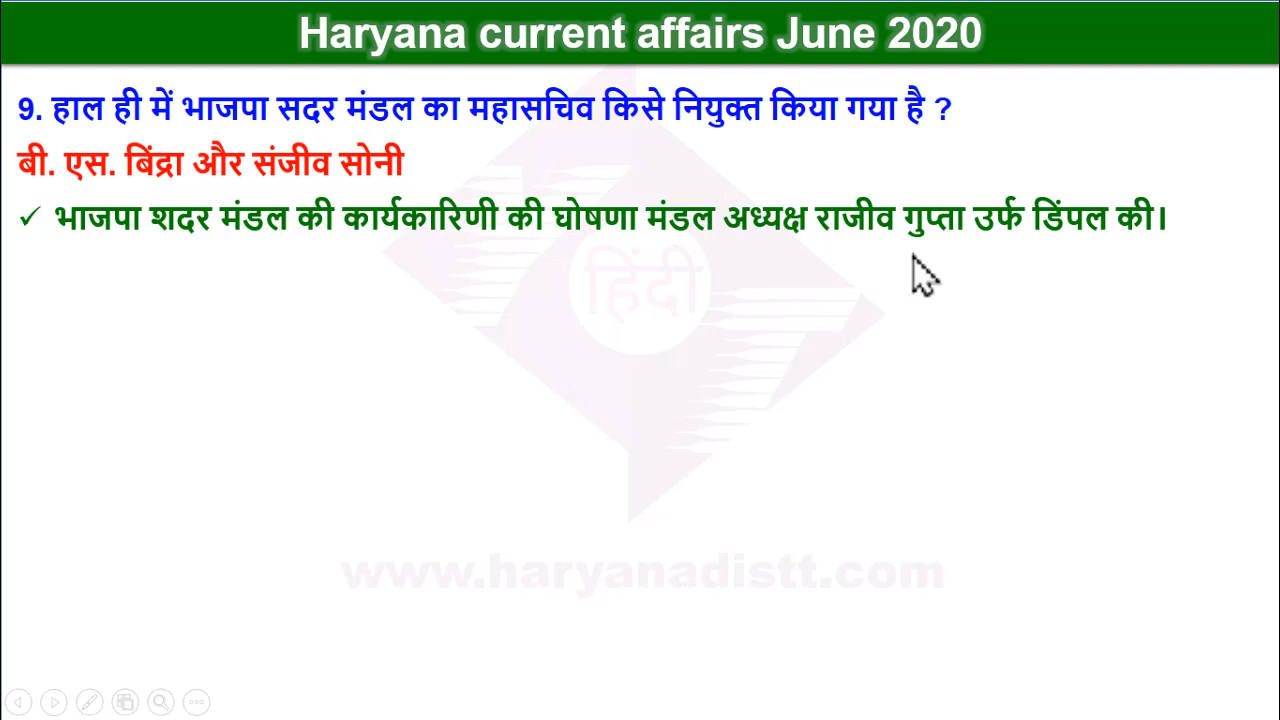 Haryana current affairs June 2020
9. हाल ही में भाजपा सदर मंडल का महासचिव किसे नियुक्त किया गया है ?
बी. एस. बिंद्रा और संजीव सोनी
✓ भाजपा शदर मंडल की कार्यकारिणी की घोषणा मंडल अध्यक्ष राजीव गुप्ता उर्फ डिंपल की।
हिंदी
www.haryanadistt.com